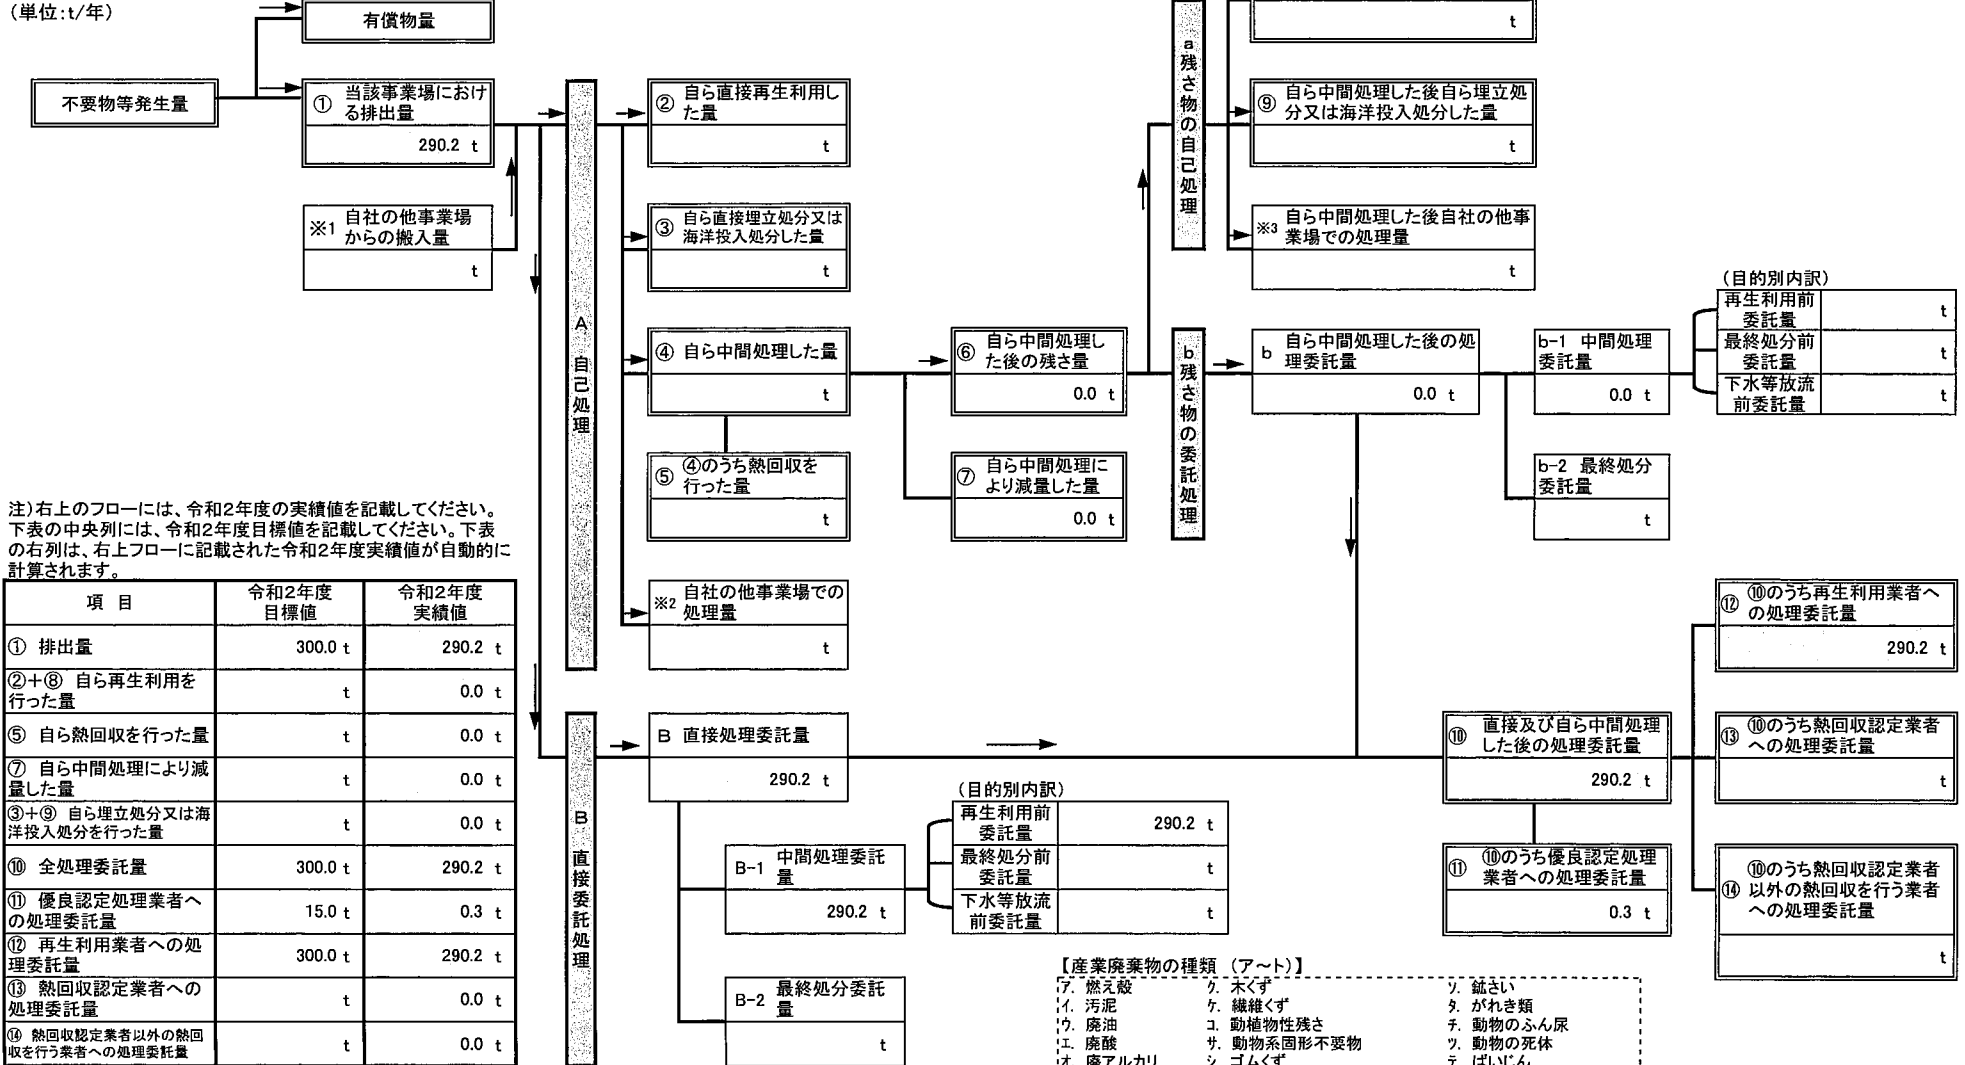 (単位:t/年)
有償物量
不要物等発生量
① 当該事業場におけ
る排出量
290.2 t
※1 自社の他事業場
からの搬入量
t
A 自己処理
② 自ら直接再生利用し
た量
t
③ 自ら直接埋立処分又は
海洋投入処分した量
t
④ 自ら中間処理した量
t
⑤ ④のうち熱回収を
行った量
t
※2 自社の他事業場での
処理量
t
⑥ 自ら中間処理し
た後の残さ量
0.0 t
⑦ 自ら中間処理に
より減量した量
0.0 t
a残さ物の自己処理
t
⑨ 自ら中間処理した後自ら埋立処
分又は海洋投入処分した量
t
※3 自ら中間処理した後自社の他事
業場での処理量
t
b残さ物の委託処理
b 自ら中間処理した後の処
理委託量
0.0 t
b-1 中間処理
委託量
0.0 t
(目的別内訳)
再生利用前
委託量 t
最終処分前
委託量 t
下水等放流
前委託量 t
b-2 最終処分
委託量
t
注)右上のフローには、令和2年度の実績値を記載してください。
下表の中央列には、令和2年度目標値を記載してください。下表
の右列は、右上フローに記載された令和2年度実績値が自動的に
計算されます。
項 目 令和2年度
目標値 令和2年度
実績値
① 排出量 300.0 t 290.2 t
②+⑧ 自ら再生利用を
行った量 t 0.0 t
⑤ 自ら熱回収を行った量 t 0.0 t
⑦ 自ら中間処理により減
量した量 t 0.0 t
③+⑨ 自ら埋立処分又は海
洋投入処分を行った量 t 0.0 t
⑩ 全処理委託量 300.0 t 290.2 t
⑪ 優良認定処理業者へ
の処理委託量 15.0 t 0.3 t
⑫ 再生利用業者への処
理委託量 300.0 t 290.2 t
⑬ 熱回収認定業者への
処理委託量 t 0.0 t
⑭ 熱回収認定業者以外の熱回
収を行う業者への処理委託量 t 0.0 t
B 直接委託処理
B 直接処理委託量
290.2 t
B-1 中間処理委託
量
290.2 t
(目的別内訳)
再生利用前
委託量 290.2 t
最終処分前
委託量 t
下水等放流
前委託量 t
B-2 最終処分委託
量
t
⑩ 直接及び自ら中間処理
した後の処理委託量
290.2 t
⑪ ⑩のうち優良認定処理
業者への処理委託量
0.3 t
⑫ ⑩のうち再生利用業者へ
の処理委託量
290.2 t
⑬ ⑩のうち熱回収認定業者
への処理委託量
t
⑭ ⑩のうち熱回収認定業者
以外の熱回収を行う業者
への処理委託量
t
【産業廃棄物の種類 (ア~ト)】
ア. 燃え殻 ク. 木くず ソ. 鉱さい
イ. 汚泥 ケ. 繊維くず タ. がれき類
ウ. 廃油 コ. 動植物性残さ チ. 動物のふん尿
エ. 廃酸 サ. 動物系固形不要物 ツ. 動物の死体
オ. 廃アルカリ シ. ゴムくず テ. ばいじん